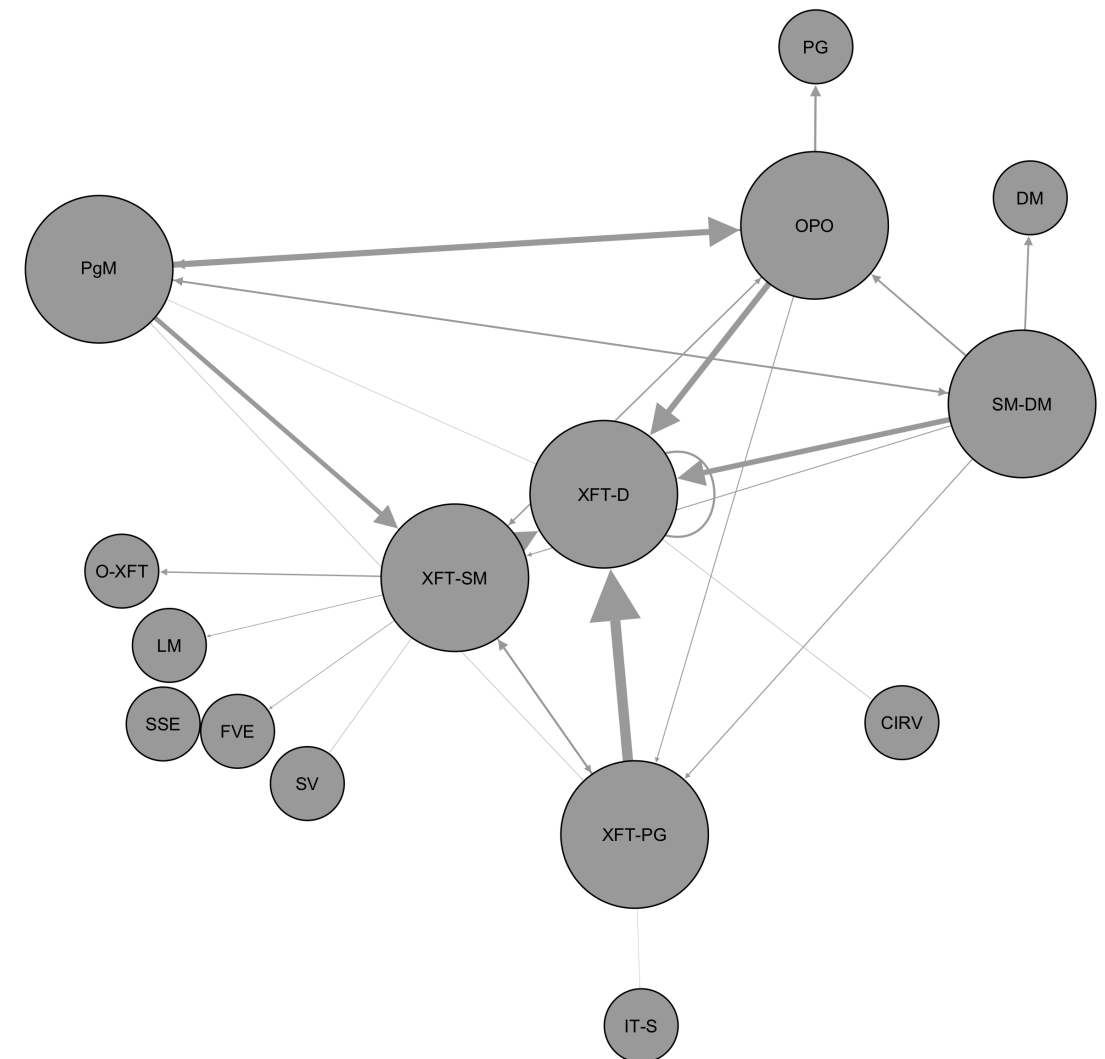 PG
DM
OPO
PgM
SM-DM
XFT-D
XFT-SM
O-XFT
LM
SSE
FVE
CIRV
SV
XFT-PG
IT-S